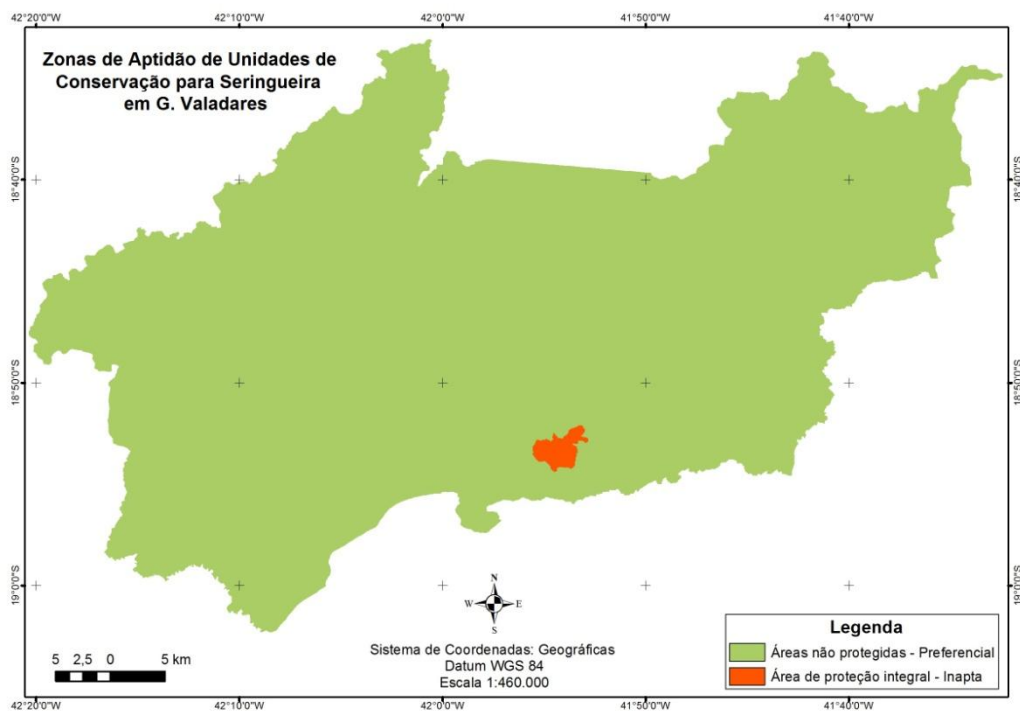 42°20'0"W 42°10'0"W 42°0'0"W 41°50'0"W 41°40'0"W
Zonas de Aptidão de Unidades de
Conservação para Seringueira
em G. Valadares
18°40'0"S 18°40'0"S
18°50'0"S 18°50'0"S
19°0'0"S 19°0'0"S
N
W E
S
5 2,5 0 5 km
Sistema de Coordenadas: Geográficas
Datum WGS 84
Escala 1:460.000
Legenda
Áreas não protegidas - Preferencial
Área de proteção integral - Inapta
42°20'0"W 42°10'0"W 42°0'0"W 41°50'0"W 41°40'0"W